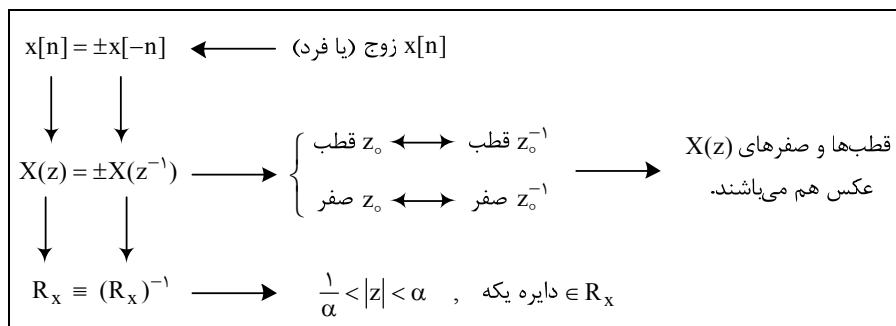 x[n] = ±x[−n] ← x[n] زوج (یا فرد)
X(z) = ±X(z⁻¹) → { قطب z₀ ↔ قطب z₀⁻¹
صفر z₀ ↔ صفر z₀⁻¹
→ قطب‌ها و صفرهای X(z)
عکس هم می‌باشند.
Rₓ ≡ (Rₓ)⁻¹ → ۱/α < |z| < α , دایره یکه ∈ Rₓ